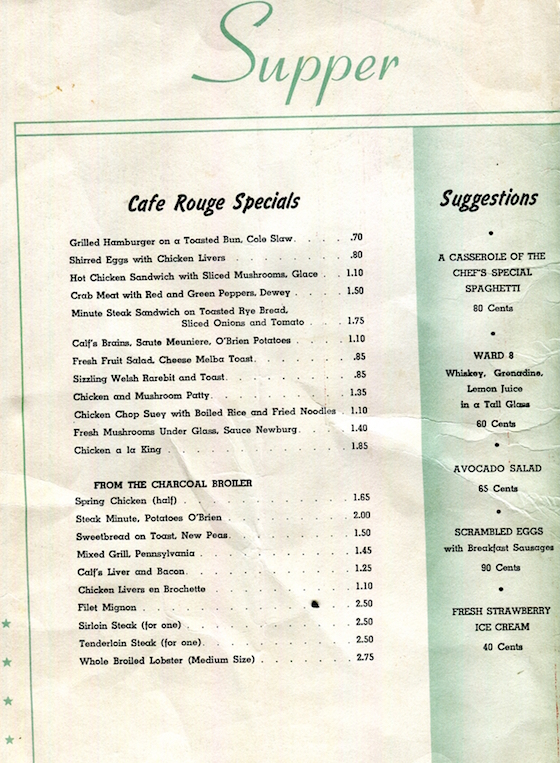 Supper
Cafe Rouge Specials
Grilled Hamburger on a Toasted Bun, Cole Slaw . . . . .70
Shirred Eggs with Chicken Livers . . . . . . . . .80
Hot Chicken Sandwich with Sliced Mushrooms, Glace . . 1.10
Crab Meat with Red and Green Peppers, Dewey . . . . 1.50
Minute Steak Sandwich on Toasted Rye Bread,
Sliced Onions and Tomato . . . 1.75
Calf's Brains, Saute Meuniere, O'Brien Potatoes . . . . 1.10
Fresh Fruit Salad, Cheese Melba Toast . . . . . . . .85
Sizzling Welsh Rarebit and Toast . . . . . . . . .85
Chicken and Mushroom Patty . . . . . . . . . 1.35
Chicken Chop Suey with Boiled Rice and Fried Noodles . 1.10
Fresh Mushrooms Under Glass, Sauce Newburg . . . . 1.40
Chicken a la King . . . . . . . . . . . . 1.85
FROM THE CHARCOAL BROILER
Spring Chicken (half) . . . . . . . . . . . 1.65
Steak Minute, Potatoes O'Brien . . . . . . . . 2.00
Sweetbread on Toast, New Peas . . . . . . . . 1.50
Mixed Grill, Pennsylvania . . . . . . . . . . 1.45
Calf's Liver and Bacon . . . . . . . . . . . 1.25
Chicken Livers en Brochette . . . . . . . . . 1.10
Filet Mignon . . . . . . . . . . . . . 2.50
Sirloin Steak (for one) . . . . . . . . . . . 2.50
Tenderloin Steak (for one) . . . . . . . . . . 2.50
Whole Broiled Lobster (Medium Size) . . . . . . . 2.75
Suggestions
•
A CASSEROLE OF THE
CHEF'S SPECIAL
SPAGHETTI
80 Cents
•
WARD 8
Whiskey, Grenadine,
Lemon Juice
in a Tall Glass
60 Cents
•
AVOCADO SALAD
65 Cents
•
SCRAMBLED EGGS
with Breakfast Sausages
90 Cents
•
FRESH STRAWBERRY
ICE CREAM
40 Cents